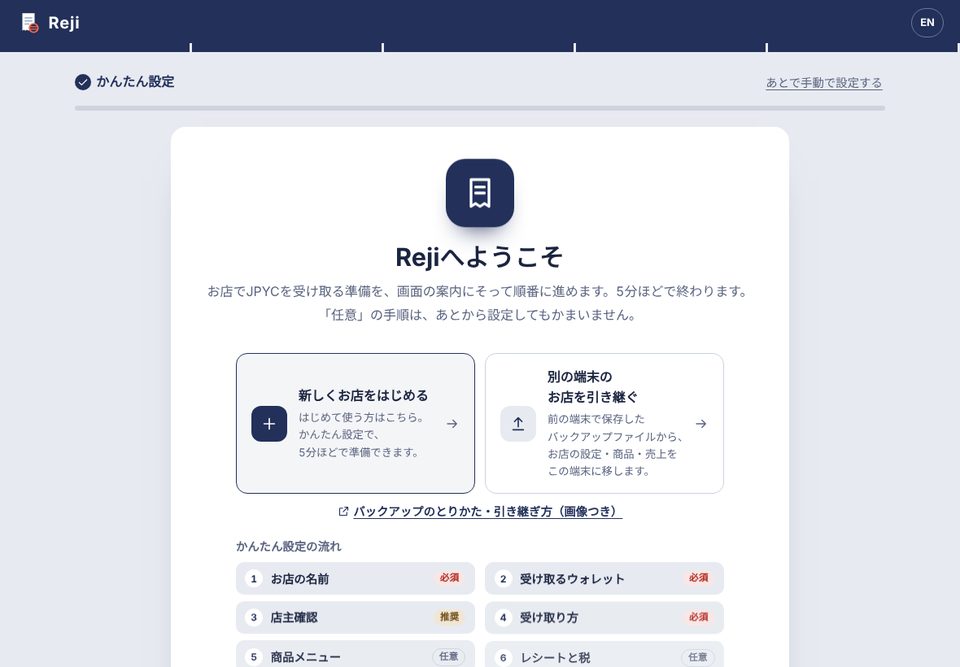 Reji
EN
かんたん設定
あとで手動で設定する
Rejiへようこそ
お店でJPYCを受け取る準備を、画面の案内にそって順番に進めます。5分ほどで終わります。
「任意」の手順は、あとから設定してもかまいません。
新しくお店をはじめる
はじめて使う方はこちら。
かんたん設定で、
5分ほどで準備できます。
別の端末の
お店を引き継ぐ
前の端末で保存した
バックアップファイルから、
お店の設定・商品・売上を
この端末に移します。
バックアップのとりかた・引き継ぎ方（画像つき）
かんたん設定の流れ
1 お店の名前 必須
2 受け取るウォレット 必須
3 店主確認 推奨
4 受け取り方 必須
5 商品メニュー 任意
6 レシートと税 任意